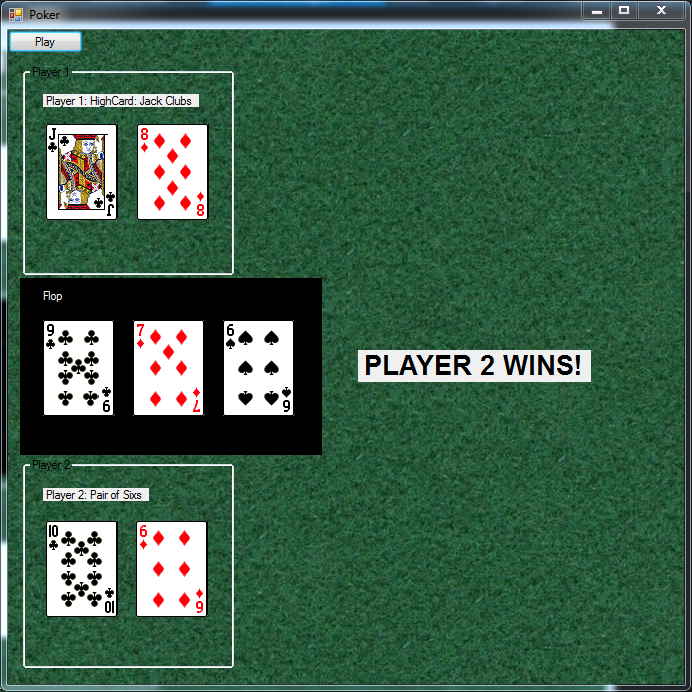 Poker
Play
Player 1
Player 1: HighCard: Jack Clubs
J
J
8
8
Flop
9
9
7
7
6
6
PLAYER 2 WINS!
Player 2
Player 2: Pair of Sixs
10
10
6
6